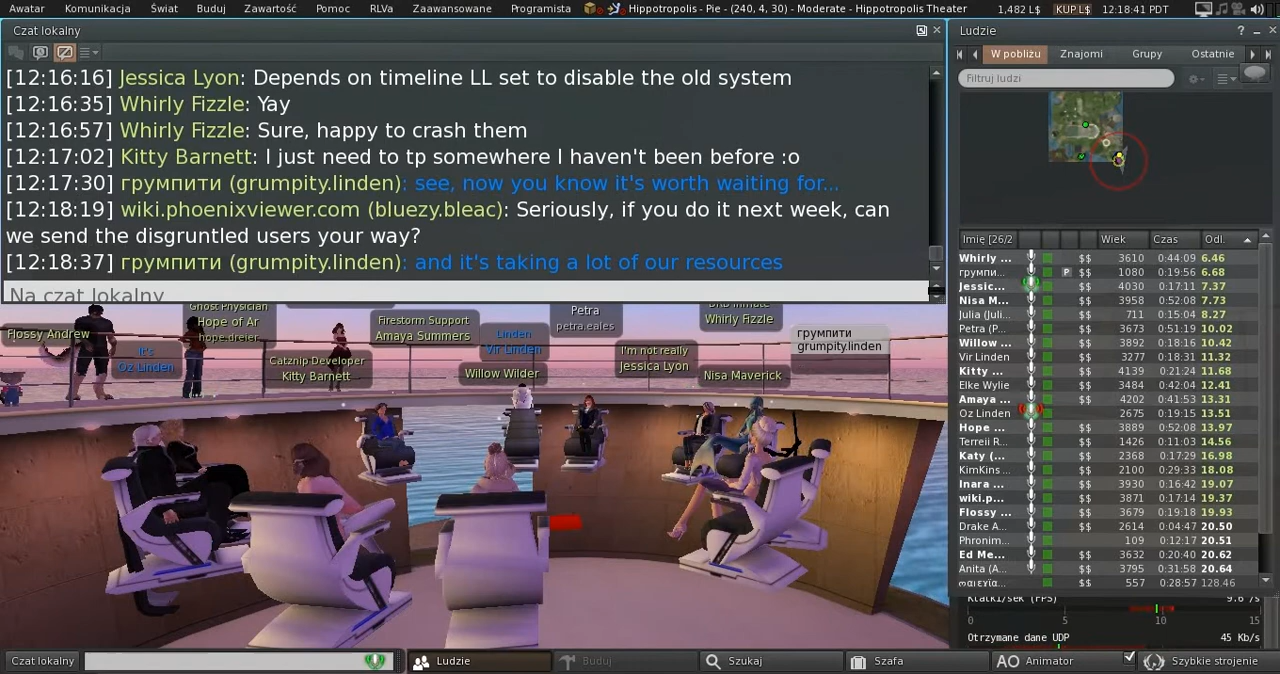 Awatar Komunikacja Świat Buduj Zawartość Pomoc RLVa Zaawansowane Programista Hippotropolis - Pie - (240, 4, 30) - Moderate - Hippotropolis Theater 1,482 L$ KUP L$ 12:18:41 PDT
Czat lokalny
[12:16:16] Jessica Lyon: Depends on timeline LL set to disable the old system
[12:16:35] Whirly Fizzle: Yay
[12:16:57] Whirly Fizzle: Sure, happy to crash them
[12:17:02] Kitty Barnett: I just need to tp somewhere I haven't been before :o
[12:17:30] грумпити (grumpity.linden): see, now you know it's worth waiting for...
[12:18:19] wiki.phoenixviewer.com (bluezy.bleac): Seriously, if you do it next week, can
we send the disgruntled users your way?
[12:18:37] грумпити (grumpity.linden): and it's taking a lot of our resources
Na czat lokalny
Flossy Andrew
Ghost Physician
Hope of Ar
hope.dreier
It's
Oz Linden
Catznip Developer
Kitty Barnett
Firestorm Support
Amaya Summers
Linden
Vir Linden
Willow Wilder
Petra
petra.eales
I'm not really
Jessica Lyon
Whirly Fizzle
Nisa Maverick
грумпити
grumpity.linden
Ludzie
W pobliżu Znajomi Grupy Ostatnie
Filtruj ludzi
Imię [26/2 Wiek Czas Odl.
Whirly ... $$ 3610 0:44:09 6.46
грумпи... P $$ 1080 0:19:56 6.68
Jessic... $$ 4030 0:17:11 7.37
Nisa M... $$ 3958 0:52:08 7.73
Julia (Juli... $$ 711 0:15:04 8.27
Petra (P... $$ 3673 0:51:19 10.02
Willow ... $$ 3892 0:18:16 10.42
Vir Linden $$ 3277 0:18:31 11.32
Kitty ... $$ 4139 0:21:24 11.68
Elke Wylie $$ 3484 0:42:04 12.41
Amaya ... $$ 4202 0:41:53 13.31
Oz Linden $$ 2675 0:19:15 13.51
Hope ... $$ 3889 0:52:08 13.97
Terreii R... $$ 1426 0:11:03 14.56
Katy (... $$ 2368 0:17:29 16.98
KimKins ... $$ 2100 0:29:33 18.08
Inara ... $$ 3930 0:16:42 19.07
wiki.p... $$ 3871 0:17:14 19.37
Flossy ... $$ 3679 0:19:18 19.93
Drake A... $$ 2614 0:04:47 20.50
Phronim... 109 0:12:17 20.51
Ed Me... $$ 3632 0:20:40 20.62
Anita (A... $$ 3795 0:31:58 20.64
$$ 557 0:28:57 128.46
Klatki/sek (FPS) 9.6 /s
0 5 10 15
Otrzymane dane UDP 45 Kb/s
Czat lokalny Ludzie Buduj Szukaj Szafa AO Animator Szybkie strojenie